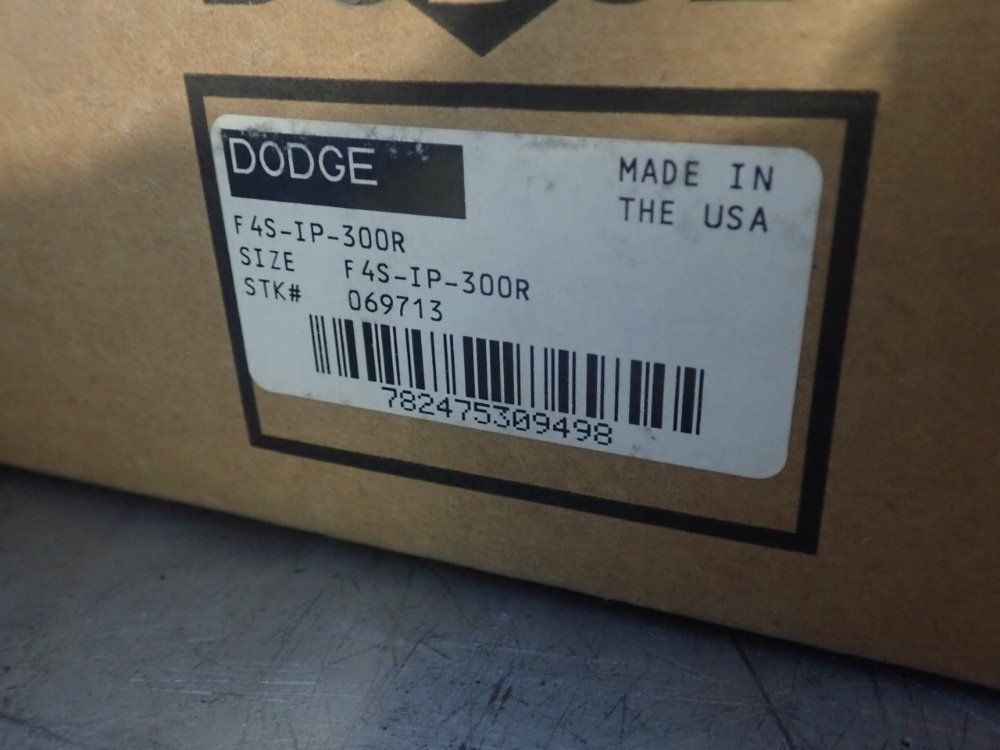 DODGE
MADE IN
THE USA
F4S-IP-300R
SIZE F4S-IP-300R
STK# 069713
782475309498